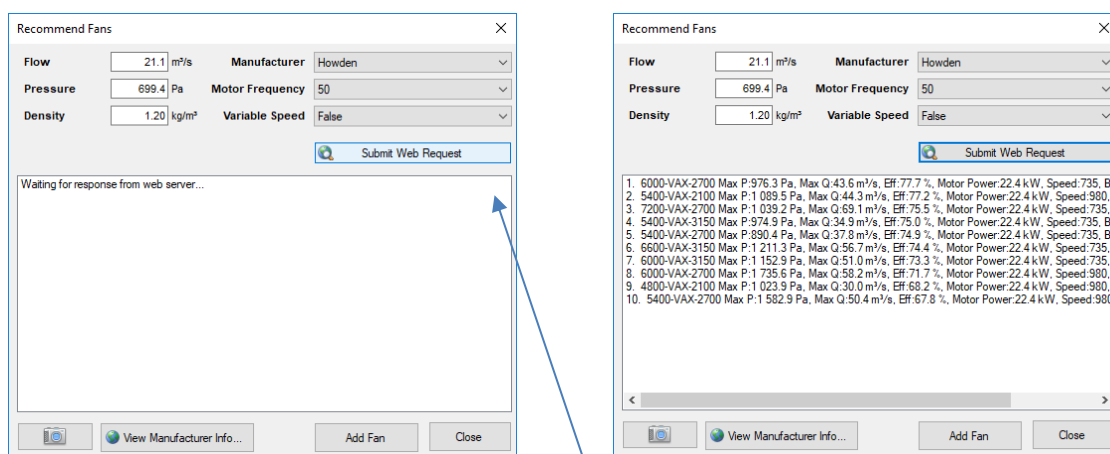 Recommend Fans
Flow 21.1 m³/s Manufacturer Howden
Pressure 699.4 Pa Motor Frequency 50
Density 1.20 kg/m³ Variable Speed False
Submit Web Request
Waiting for response from web server...
View Manufacturer Info... Add Fan Close
Recommend Fans
Flow 21.1 m³/s Manufacturer Howden
Pressure 699.4 Pa Motor Frequency 50
Density 1.20 kg/m³ Variable Speed False
Submit Web Request
1. 6000-VAX-2700 Max P:976.3 Pa, Max Q:43.6 m³/s, Eff:77.7 %, Motor Power:22.4 kW, Speed:735, B
2. 5400-VAX-2100 Max P:1 089.5 Pa, Max Q:44.3 m³/s, Eff:77.2 %, Motor Power:22.4 kW, Speed:980,
3. 7200-VAX-2700 Max P:1 039.2 Pa, Max Q:69.1 m³/s, Eff:75.5 %, Motor Power:22.4 kW, Speed:735,
4. 5400-VAX-3150 Max P:974.9 Pa, Max Q:34.9 m³/s, Eff:75.0 %, Motor Power:22.4 kW, Speed:735, B
5. 5400-VAX-2700 Max P:890.4 Pa, Max Q:37.8 m³/s, Eff:74.9 %, Motor Power:22.4 kW, Speed:735, B
6. 6600-VAX-3150 Max P:1 211.3 Pa, Max Q:56.7 m³/s, Eff:74.4 %, Motor Power:22.4 kW, Speed:735,
7. 6000-VAX-3150 Max P:1 152.9 Pa, Max Q:51.0 m³/s, Eff:73.3 %, Motor Power:22.4 kW, Speed:735,
8. 6000-VAX-2700 Max P:1 735.6 Pa, Max Q:58.2 m³/s, Eff:71.7 %, Motor Power:22.4 kW, Speed:980,
9. 4800-VAX-2100 Max P:1 023.9 Pa, Max Q:30.0 m³/s, Eff:68.2 %, Motor Power:22.4 kW, Speed:980,
10. 5400-VAX-2700 Max P:1 582.9 Pa, Max Q:50.4 m³/s, Eff:67.8 %, Motor Power:22.4 kW, Speed:980
View Manufacturer Info... Add Fan Close